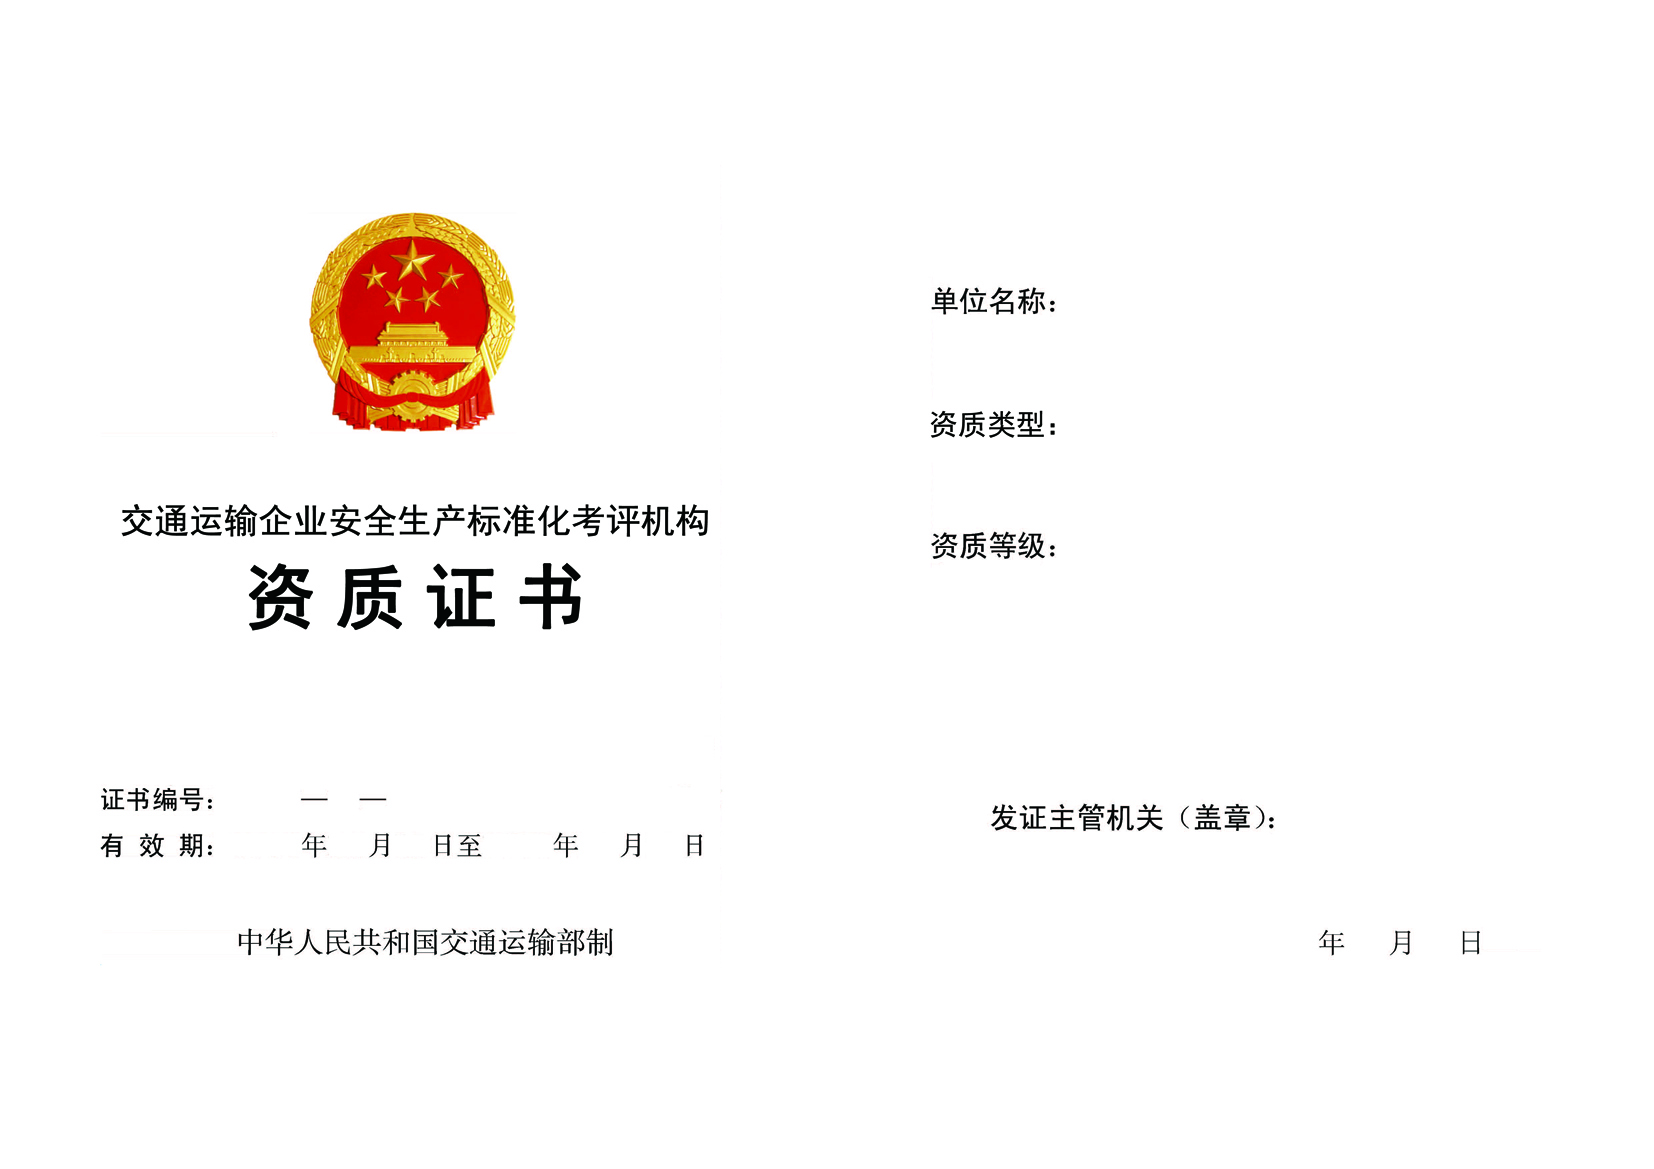 交通运输企业安全生产标准化考评机构
资质证书
证书编号：　　　—　—
有 效 期：　　　年　月　日至　　年　月　日
中华人民共和国交通运输部制
单位名称：
资质类型：
资质等级：
发证主管机关（盖章）：
年　月　日